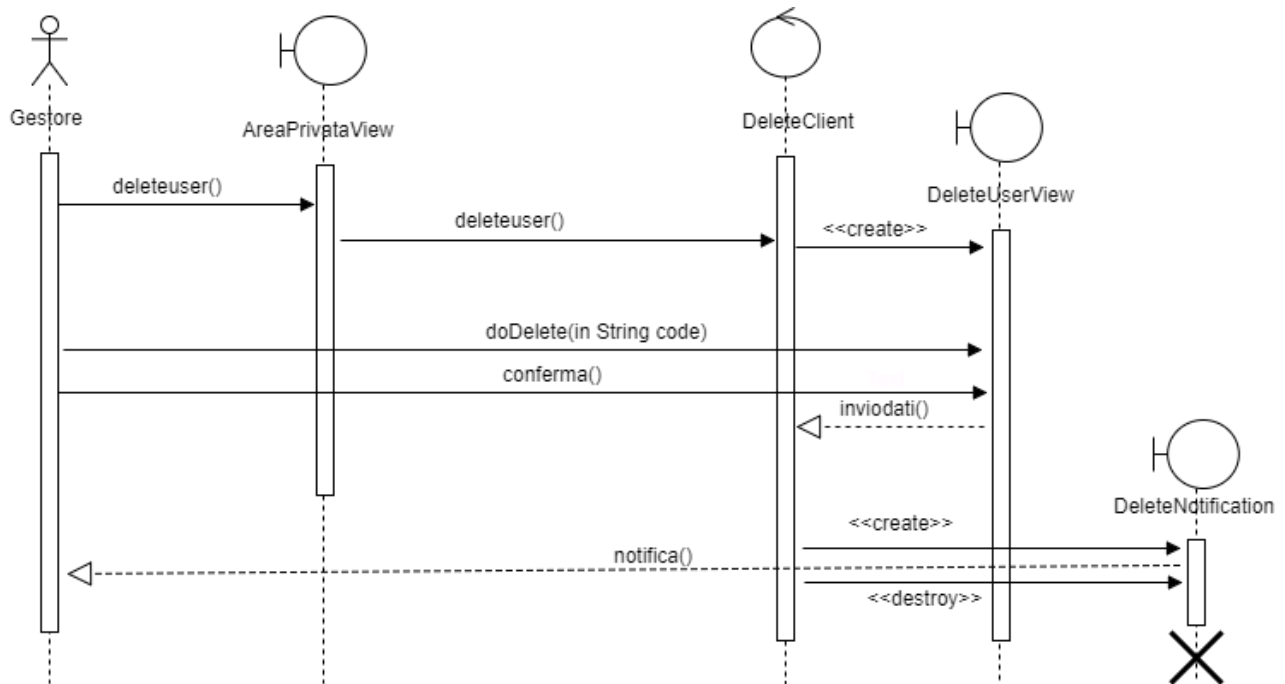 Gestore
AreaPrivataView
DeleteClient
DeleteUserView
deleteuser()
deleteuser()
<<create>>
doDelete(in String code)
conferma()
inviodati()
DeleteNotification
<<create>>
notifica()
<<destroy>>